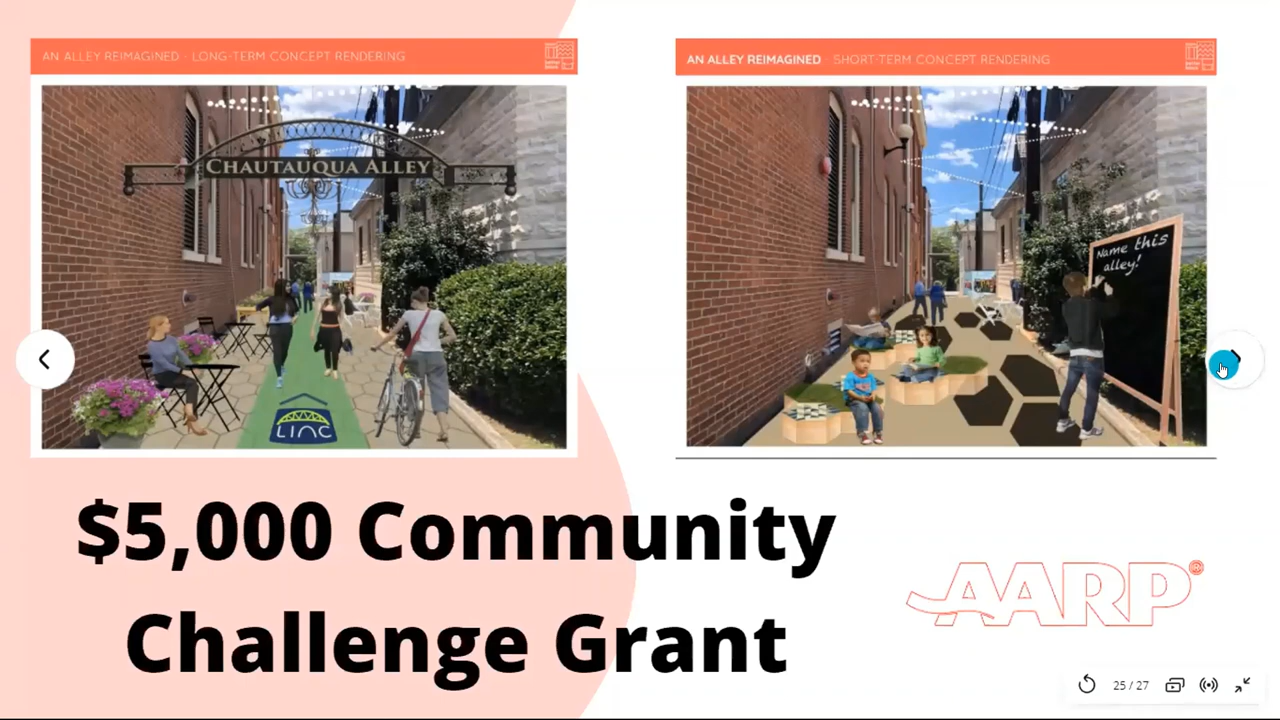 AN ALLEY REIMAGINED - LONG-TERM CONCEPT RENDERING
CHAUTAUQUA ALLEY
LINC
AN ALLEY REIMAGINED SHORT-TERM CONCEPT RENDERING
Name this
alley!
$5,000 Community
Challenge Grant
AARP®
25 / 27